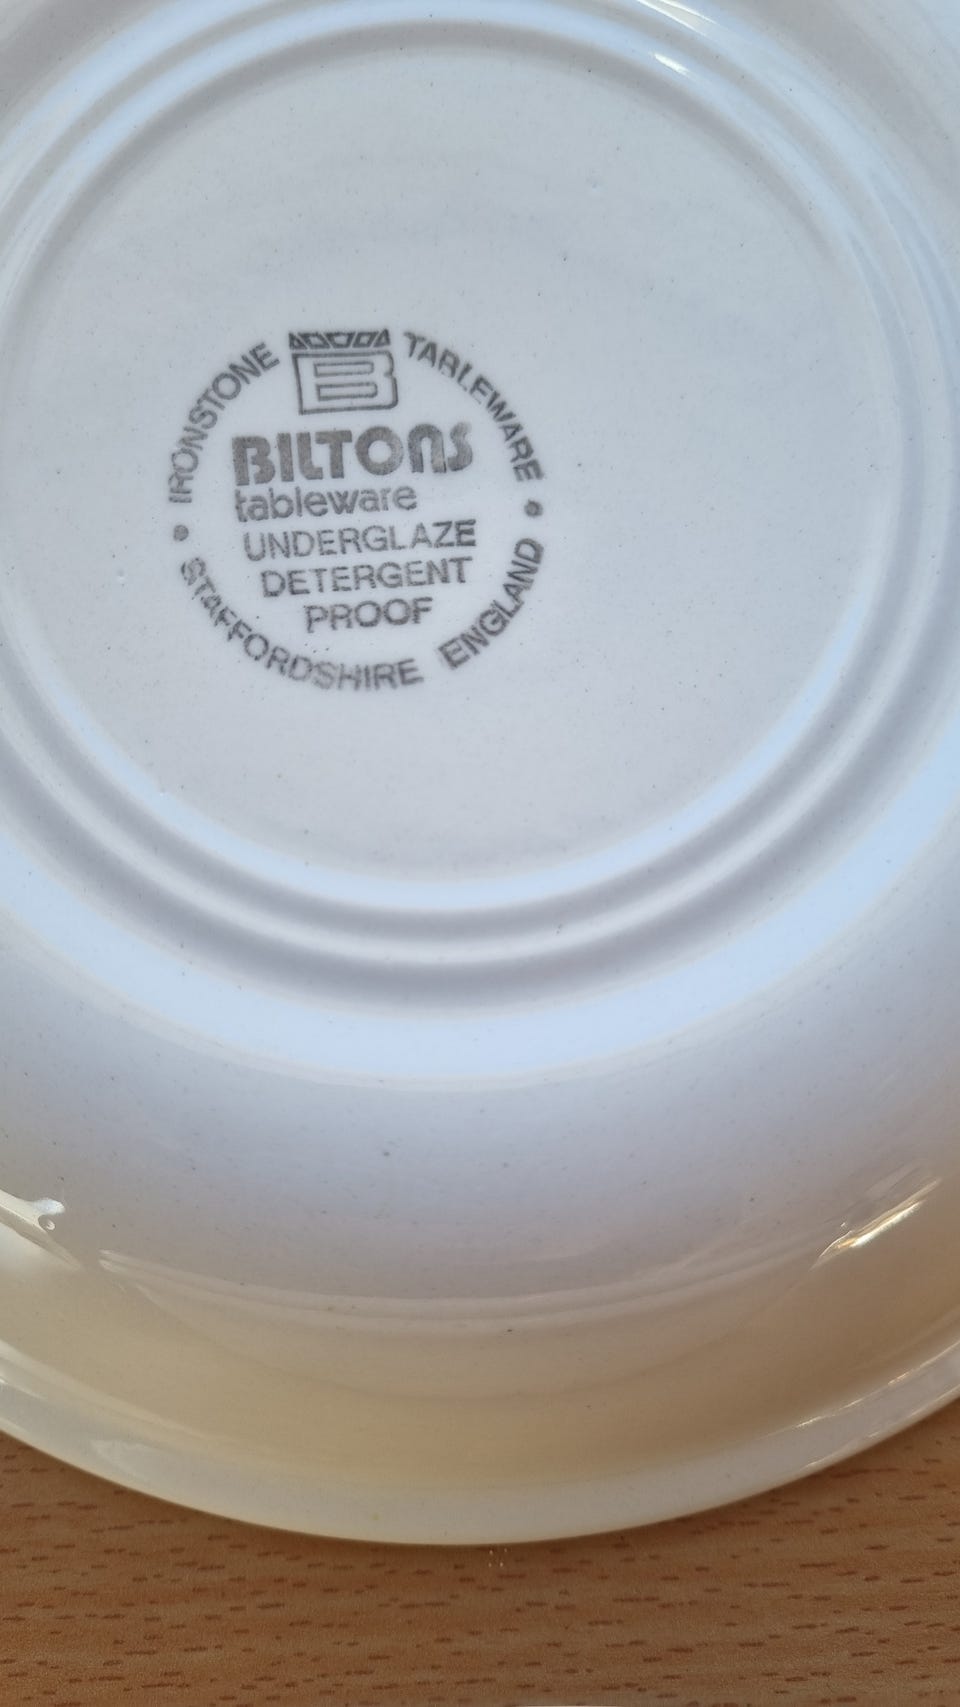 IRONSTONE TABLEWARE
B
BILTONS
tableware
UNDERGLAZE
DETERGENT
PROOF
STAFFORDSHIRE ENGLAND